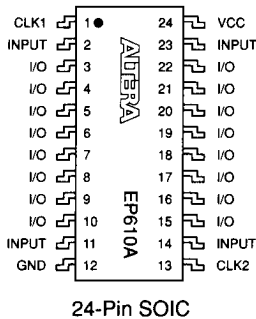 CLK1 1 24 VCC
INPUT 2 23 INPUT
I/O 3 22 I/O
I/O 4 21 I/O
I/O 5 20 I/O
I/O 6 19 I/O
I/O 7 18 I/O
I/O 8 17 I/O
I/O 9 16 I/O
I/O 10 15 I/O
INPUT 11 14 INPUT
GND 12 13 CLK2
ALTERA
EP610A
24-Pin SOIC